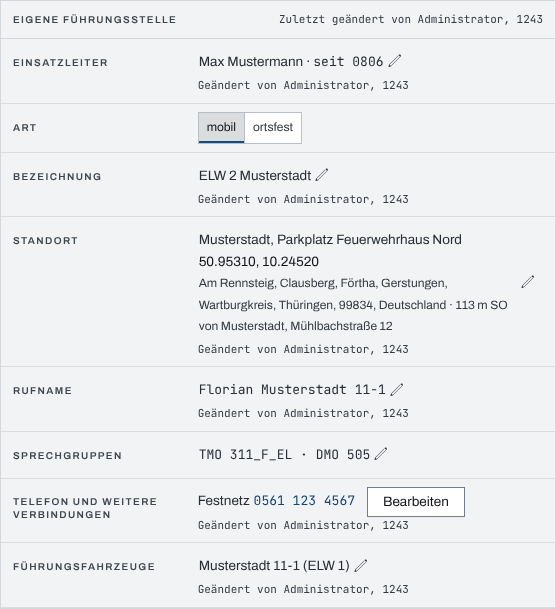 EIGENE FÜHRUNGSSTELLE Zuletzt geändert von Administrator, 1243
EINSATZLEITER Max Mustermann · seit 0806
Geändert von Administrator, 1243
ART mobil ortsfest
BEZEICHNUNG ELW 2 Musterstadt
Geändert von Administrator, 1243
STANDORT Musterstadt, Parkplatz Feuerwehrhaus Nord
50.95310, 10.24520
Am Rennsteig, Clausberg, Förtha, Gerstungen,
Wartburgkreis, Thüringen, 99834, Deutschland · 113 m SO
von Musterstadt, Mühlbachstraße 12
Geändert von Administrator, 1243
RUFNAME Florian Musterstadt 11-1
Geändert von Administrator, 1243
SPRECHGRUPPEN TMO 311_F_EL · DMO 505
TELEFON UND WEITERE Festnetz 0561 123 4567 Bearbeiten
VERBINDUNGEN
Geändert von Administrator, 1243
FÜHRUNGSFAHRZEUGE Musterstadt 11-1 (ELW 1)
Geändert von Administrator, 1243